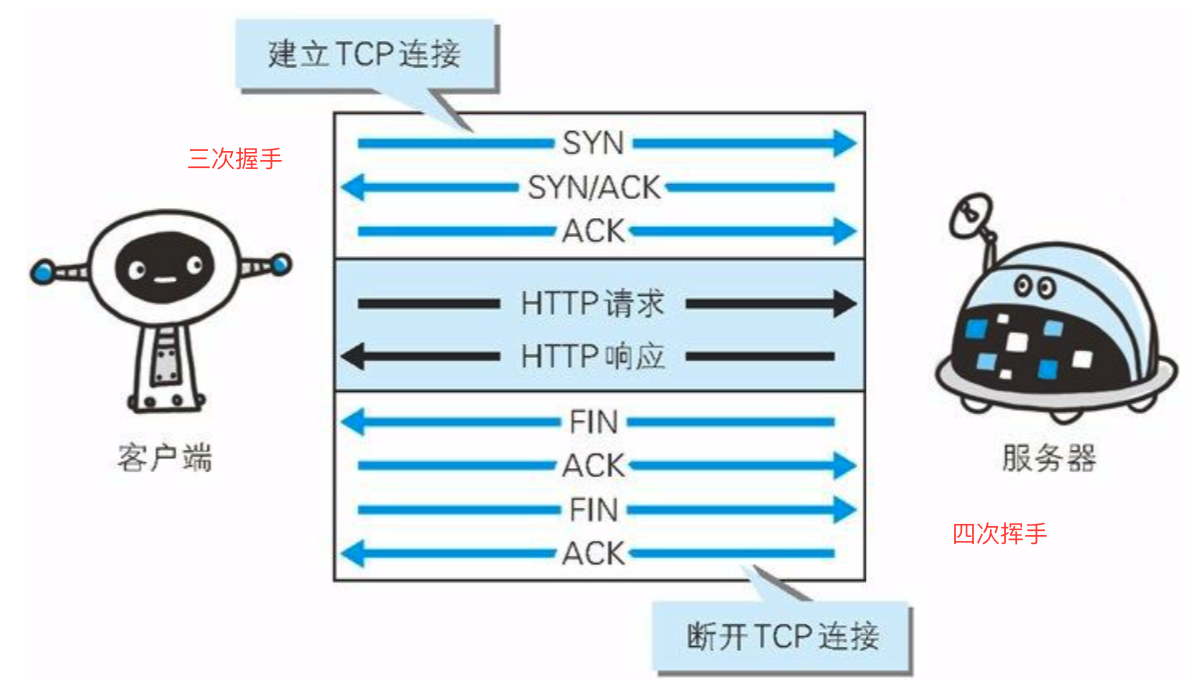 建立TCP连接
三次握手
SYN
SYN/ACK
ACK
HTTP请求
HTTP响应
FIN
ACK
FIN
ACK
客户端
服务器
四次挥手
断开TCP连接